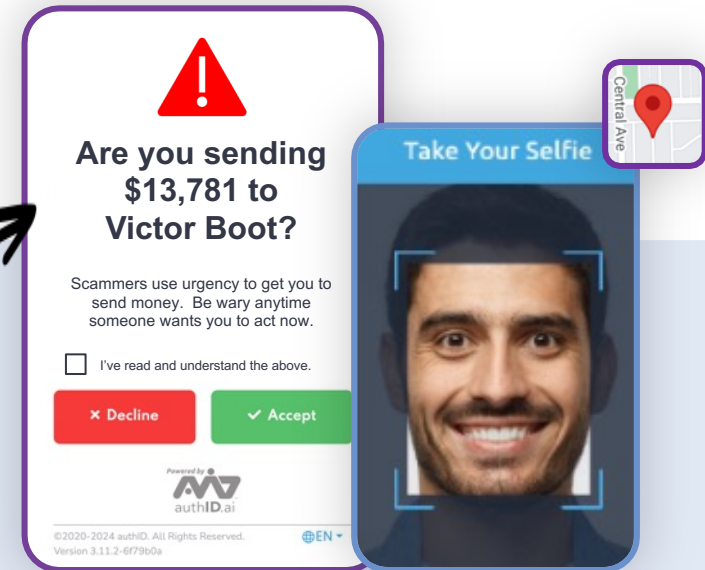 Are you sending
$13,781 to
Victor Boot?
Scammers use urgency to get you to
send money. Be wary anytime
someone wants you to act now.
I've read and understand the above.
× Decline
✓ Accept
Powered by
authID.ai
©2020-2024 authID. All Rights Reserved.
Version 3.11.2-6f79b0a
EN
Take Your Selfie
Central Ave